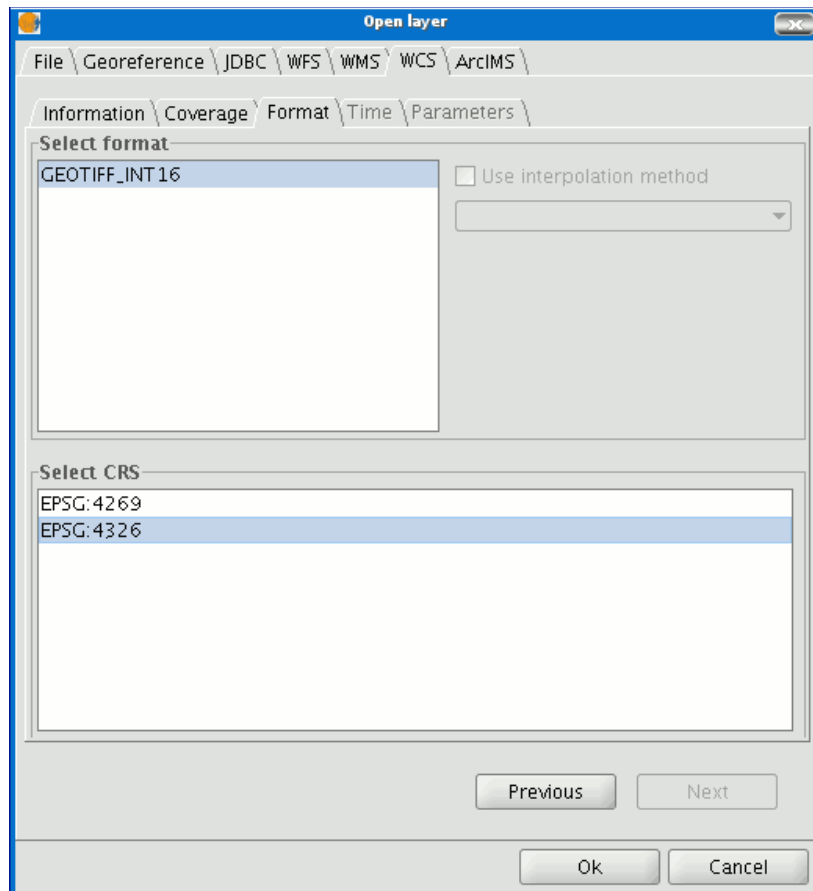 Open layer
File Georeference JDBC WFS WMS WCS ArcIMS
Information Coverage Format Time Parameters
Select format
GEOTIFF_INT16
Use interpolation method
Select CRS
EPSG:4269
EPSG:4326
Previous Next
Ok Cancel